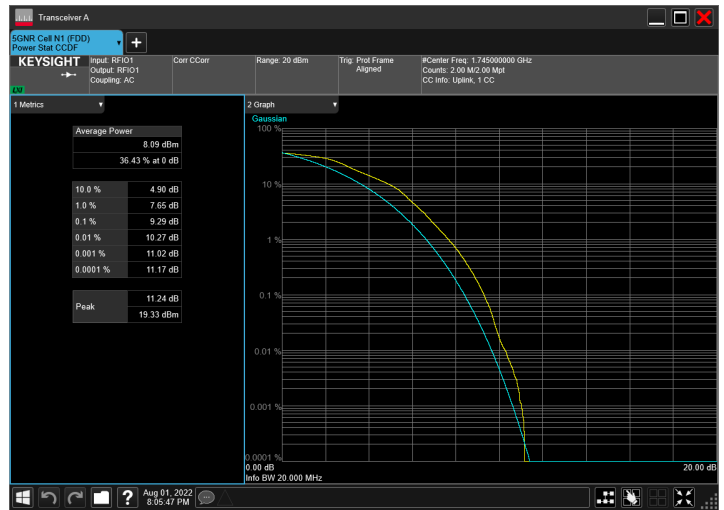 Transceiver A
5GNR Cell N1 (FDD)
Power Stat CCDF
KEYSIGHT
LXI
Input: RFIO1
Output: RFIO1
Coupling: AC
Corr CCorr
Range: 20 dBm
Trig: Prot Frame
Aligned
#Center Freq: 1.745000000 GHz
Counts: 2.00 M/2.00 Mpt
CC Info: Uplink, 1 CC
1 Metrics
Average Power
8.09 dBm
36.43 % at 0 dB
10.0 % 4.90 dB
1.0 % 7.65 dB
0.1 % 9.29 dB
0.01 % 10.27 dB
0.001 % 11.02 dB
0.0001 % 11.17 dB
Peak
11.24 dB
19.33 dBm
2 Graph
Gaussian
100 %
10 %
1 %
0.1 %
0.01 %
0.001 %
0.0001 %
0.00 dB
20.00 dB
Info BW 20.000 MHz
Aug 01, 2022
8:05:47 PM